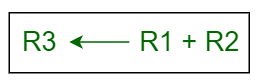 R3 ← R1 + R2